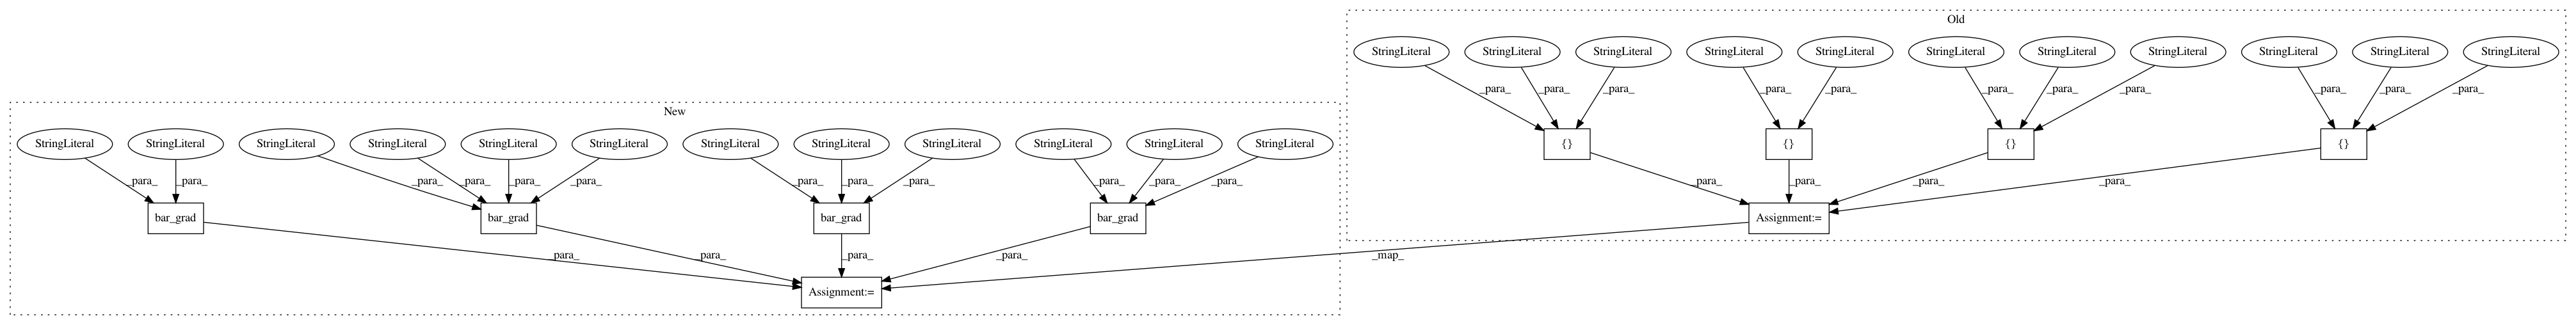 Old
StringLiteral StringLiteral StringLiteral StringLiteral StringLiteral StringLiteral StringLiteral StringLiteral StringLiteral StringLiteral StringLiteral
_para_ _para_ _para_ _para_ _para_ _para_ _para_ _para_ _para_ _para_ _para_
New
StringLiteral StringLiteral StringLiteral StringLiteral StringLiteral StringLiteral StringLiteral StringLiteral StringLiteral StringLiteral StringLiteral StringLiteral {} {} {} {}
_para_ _para_ _para_ _para_ _para_ _para_ _para_ _para_ _para_ _para_ _para_ _para_ _para_ _para_ _para_ _para_
bar_grad bar_grad bar_grad bar_grad Assignment:=
_para_ _para_ _para_ _para_ _map_
Assignment:=